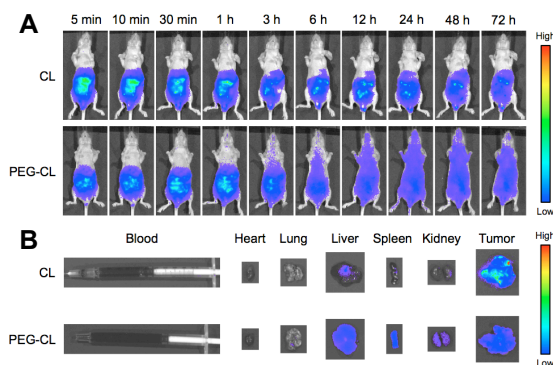 A
5 min 10 min 30 min 1 h 3 h 6 h 12 h 24 h 48 h 72 h
High
CL
PEG-CL
Low
B
Blood Heart Lung Liver Spleen Kidney Tumor
High
CL
PEG-CL
Low